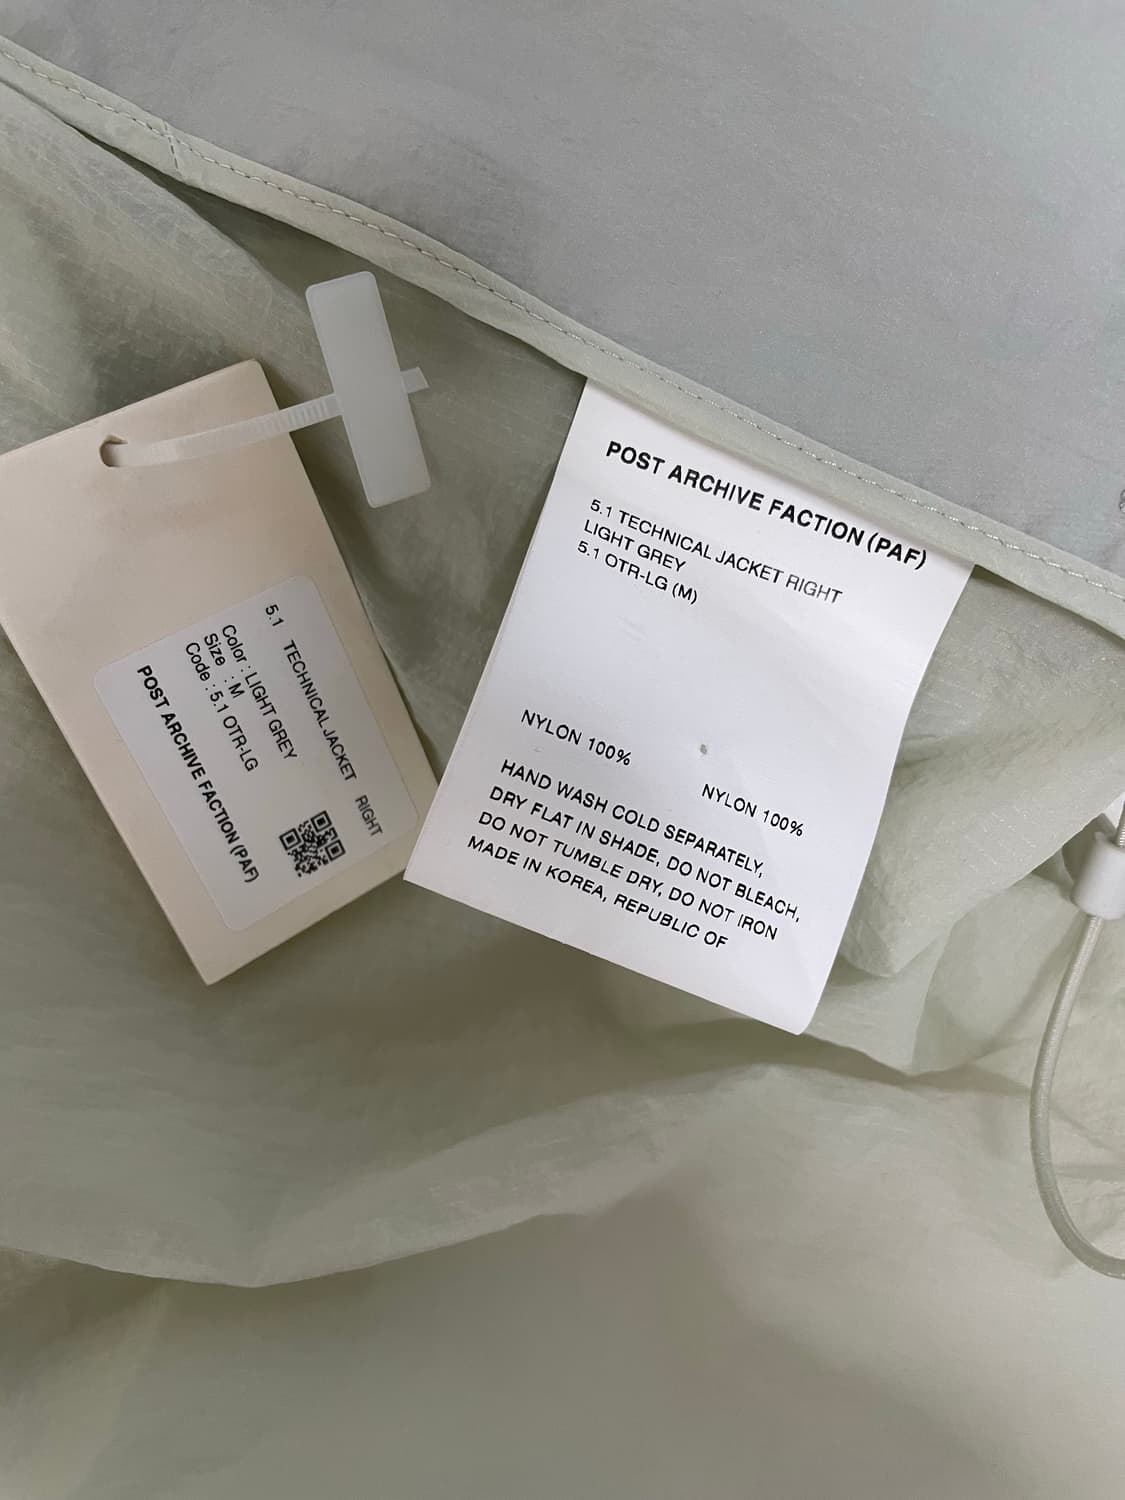 5.1 TECHNICAL JACKET RIGHT
Color : LIGHT GREY
Size : M
Code : 5.1 OTR-LG
POST ARCHIVE FACTION (PAF)
POST ARCHIVE FACTION (PAF)
5.1 TECHNICAL JACKET RIGHT
LIGHT GREY
5.1 OTR-LG (M)
NYLON 100%
NYLON 100%
HAND WASH COLD SEPARATELY,
DRY FLAT IN SHADE, DO NOT BLEACH,
DO NOT TUMBLE DRY, DO NOT IRON
MADE IN KOREA, REPUBLIC OF